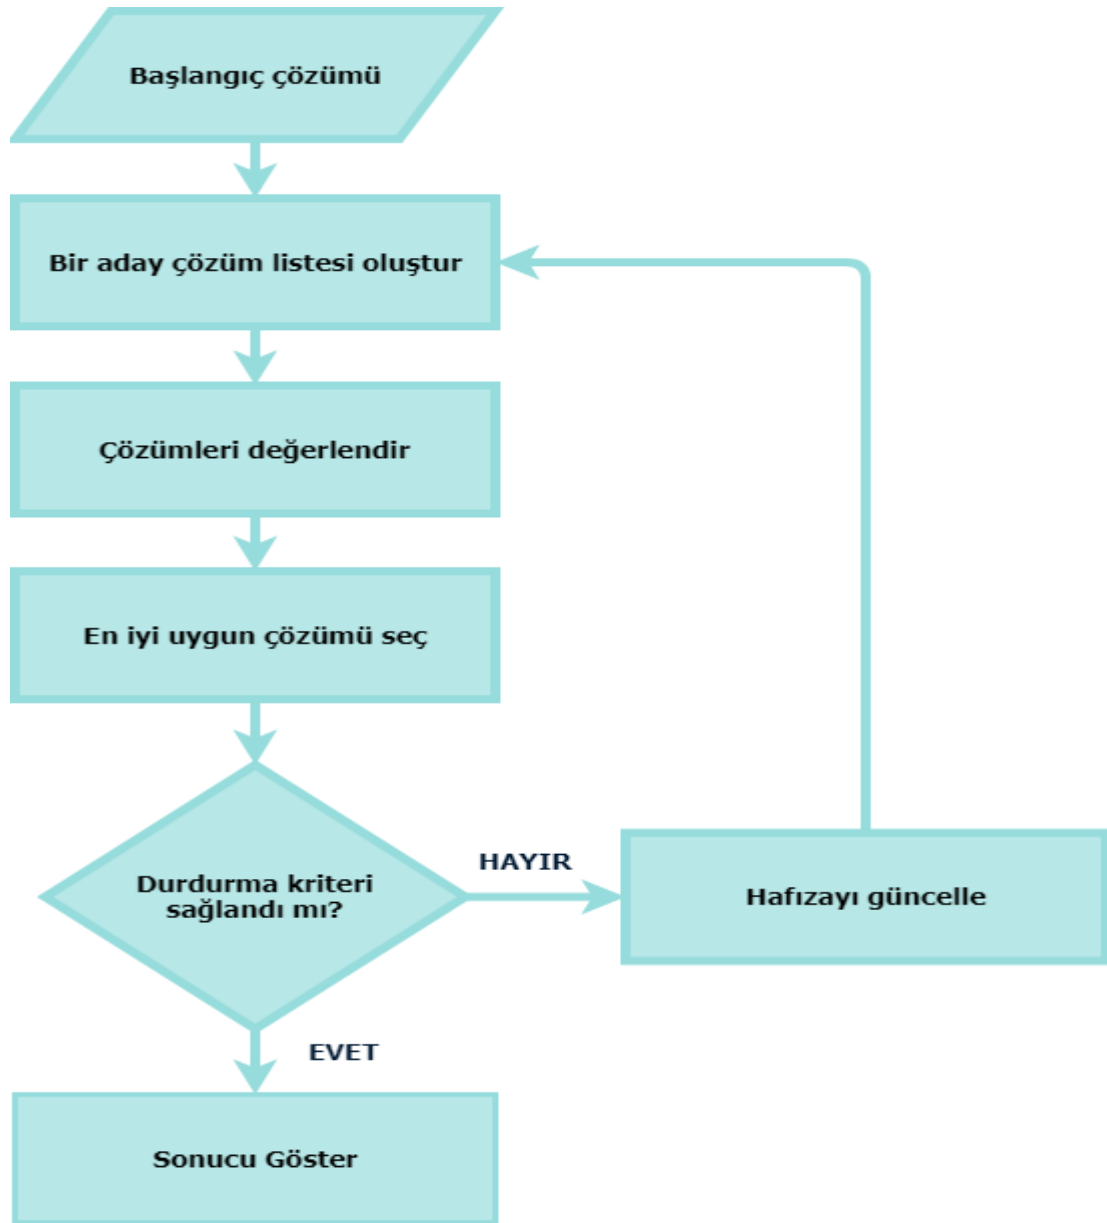 Başlangıç çözümü
Bir aday çözüm listesi oluştur
Çözümleri değerlendir
En iyi uygun çözümü seç
Durdurma kriteri
sağlandı mı?
HAYIR
Hafızayı güncelle
EVET
Sonucu Göster